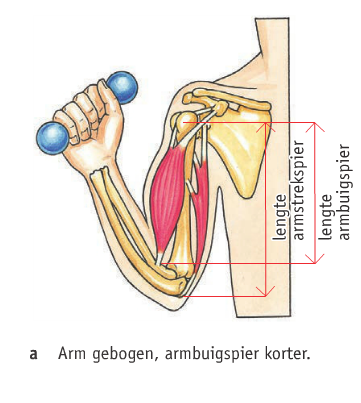 lengte
armstrekspier
lengte
armbuigspier
a Arm gebogen, armbuigspier korter.